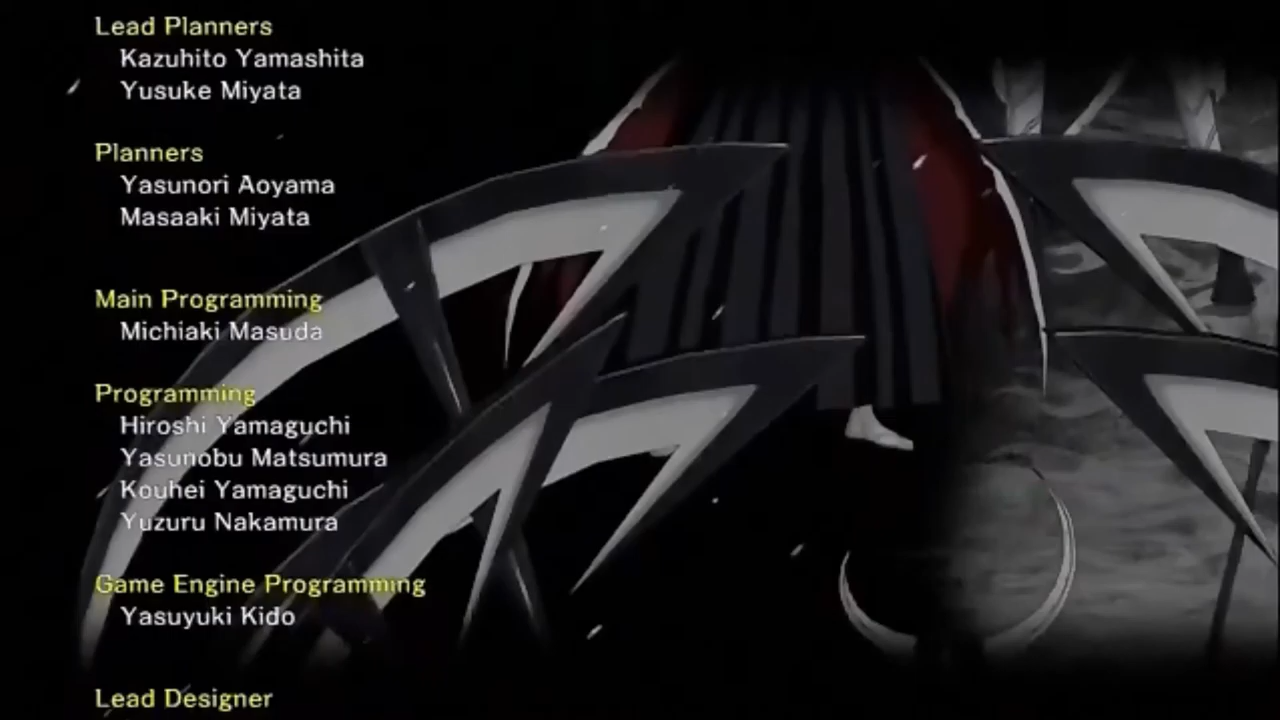 Lead Planners
Kazuhito Yamashita
Yusuke Miyata
Planners
Yasunori Aoyama
Masaaki Miyata
Main Programming
Michiaki Masuda
Programming
Hiroshi Yamaguchi
Yasunobu Matsumura
Kouhei Yamaguchi
Yuzuru Nakamura
Game Engine Programming
Yasuyuki Kido
Lead Designer